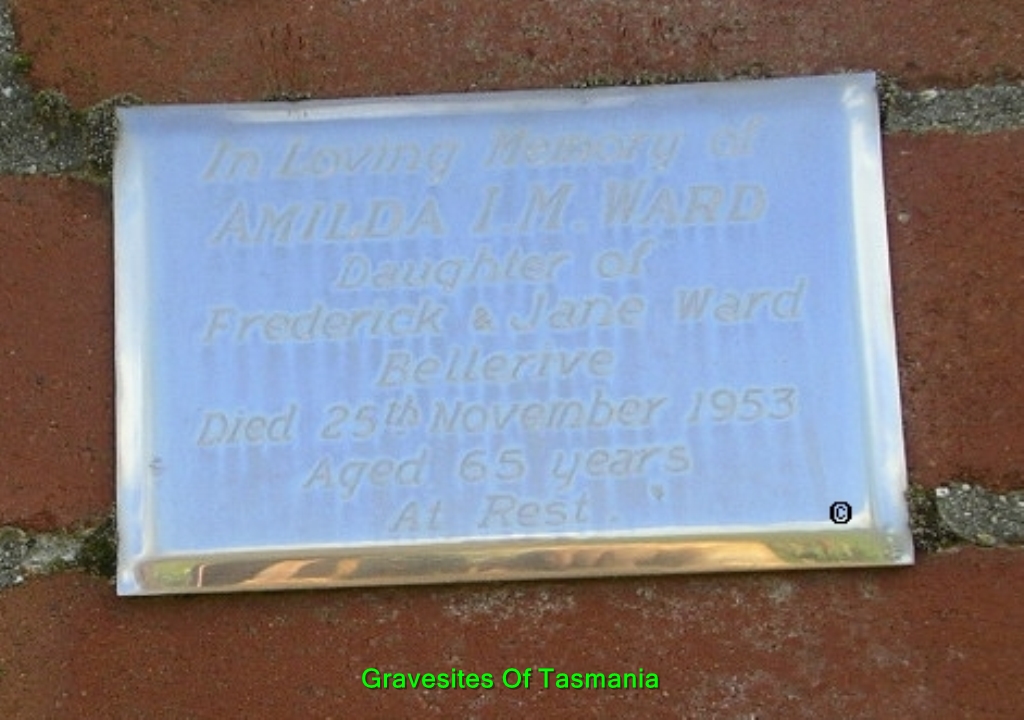 In Loving Memory of
AMILDA I.M. WARD
Daughter of
Frederick & Jane Ward
Bellerive
Died 25th November 1953
Aged 65 years
At Rest.
©
Gravesites Of Tasmania